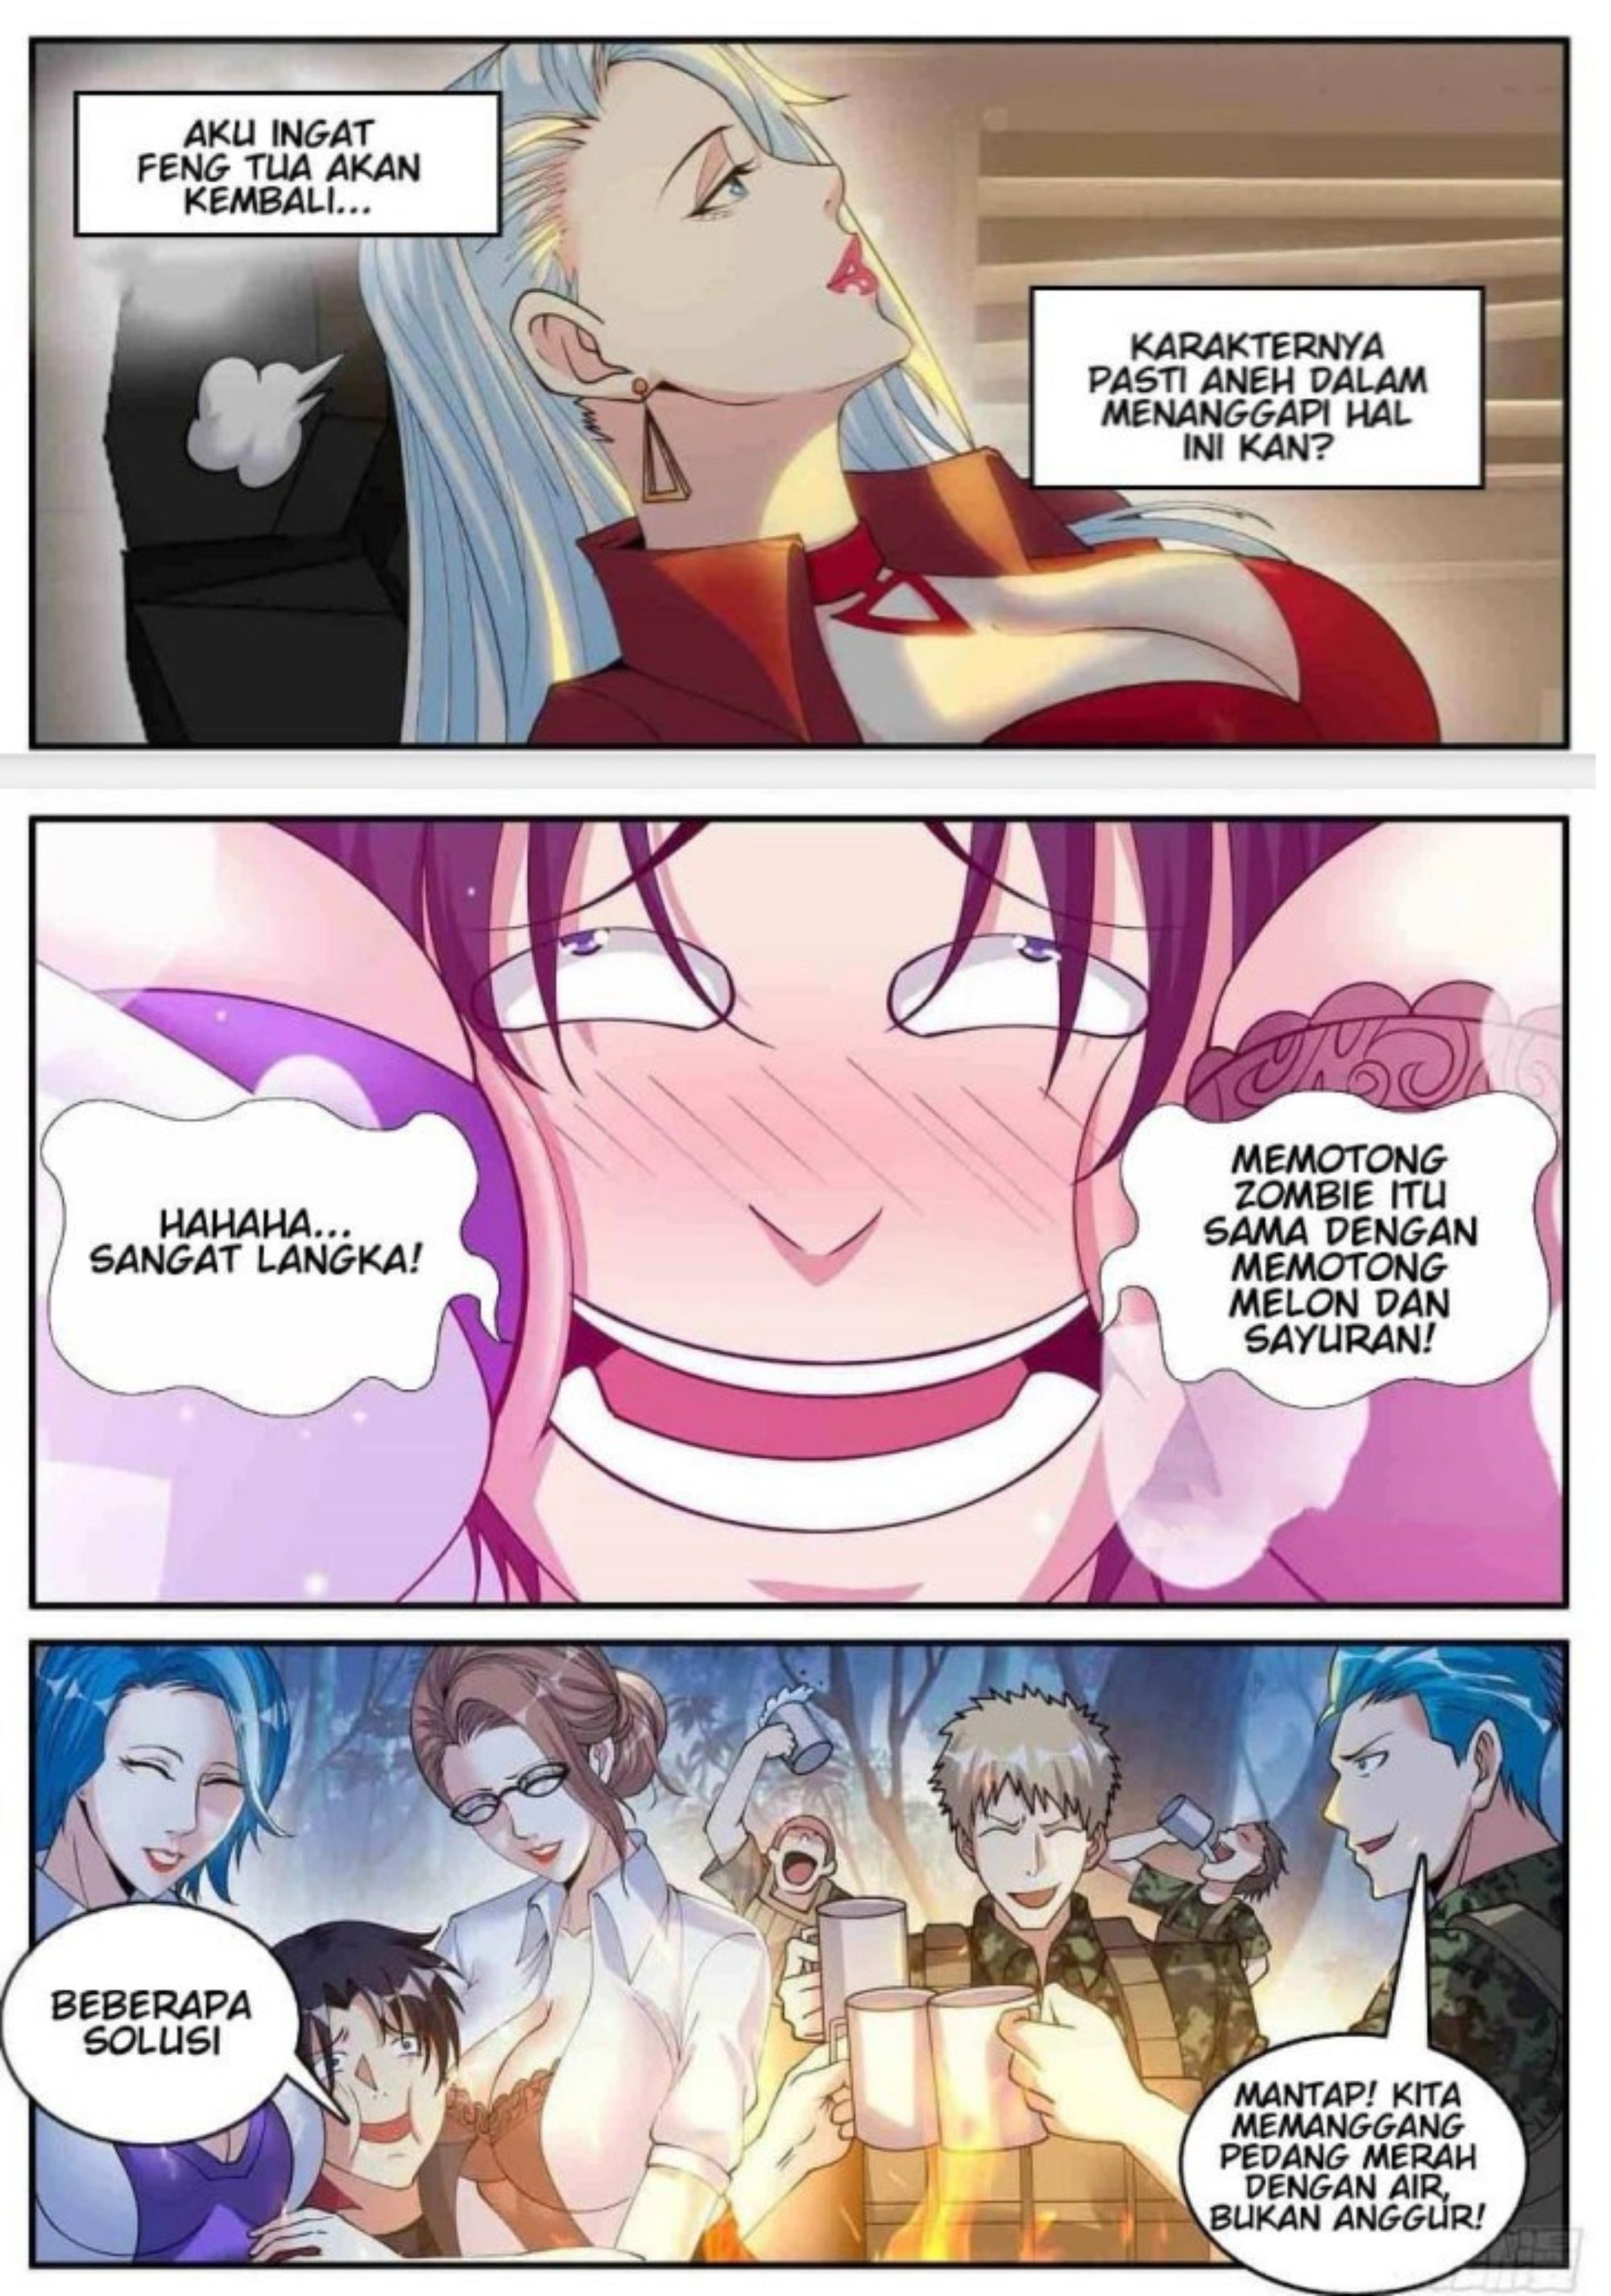 AKU INGAT
FENG TUA AKAN
KEMBALI...
KARAKTERNYA
PASTI ANEH DALAM
MENANGGAPI HAL
INI KAN?
HAHAHA...
SANGAT LANGKA!
MEMOTONG
ZOMBIE ITU
SAMA DENGAN
MEMOTONG
MELON DAN
SAYURAN!
BEBERAPA
SOLUSI
MANTAP! KITA
MEMANGGANG
PEDANG MERAH
DENGAN AIR,
BUKAN ANGGUR!